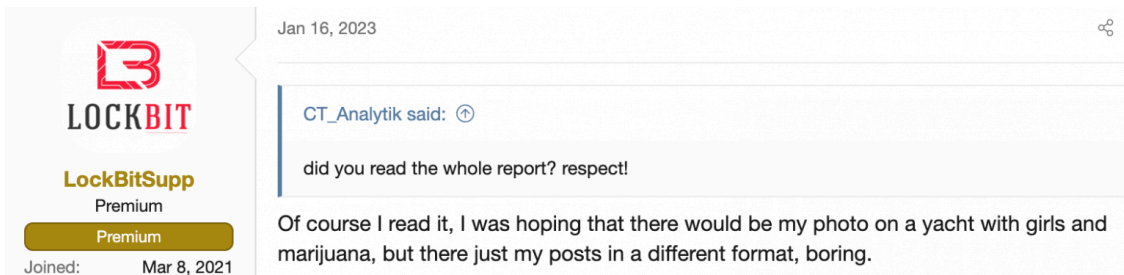 LOCKBIT
LockBitSupp
Premium
Premium
Joined: Mar 8, 2021
Jan 16, 2023
CT_Analytik said:
did you read the whole report? respect!
Of course I read it, I was hoping that there would be my photo on a yacht with girls and
marijuana, but there just my posts in a different format, boring.